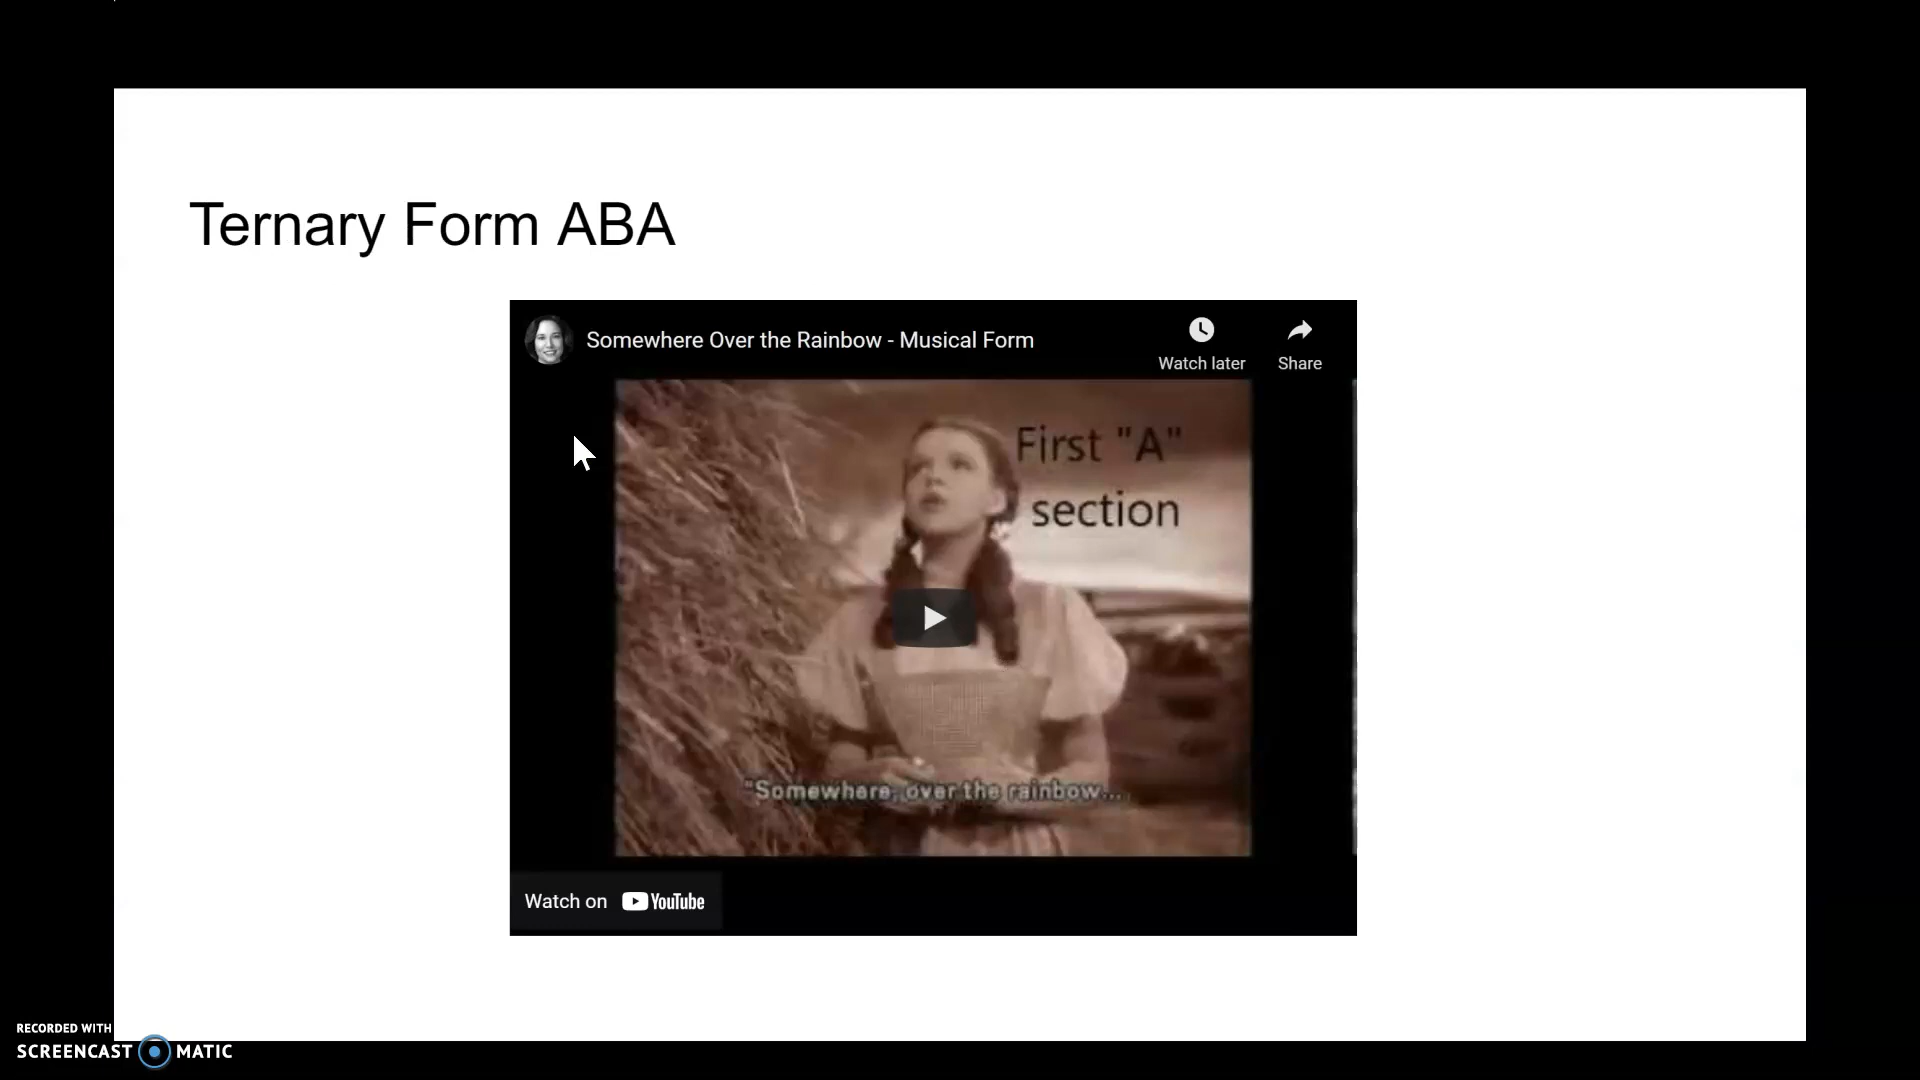 Ternary Form ABA
Somewhere Over the Rainbow - Musical Form
Watch later
Share
First "A"
section
"Somewhere, over the rainbow...
Watch on YouTube
RECORDED WITH
SCREENCAST MATIC